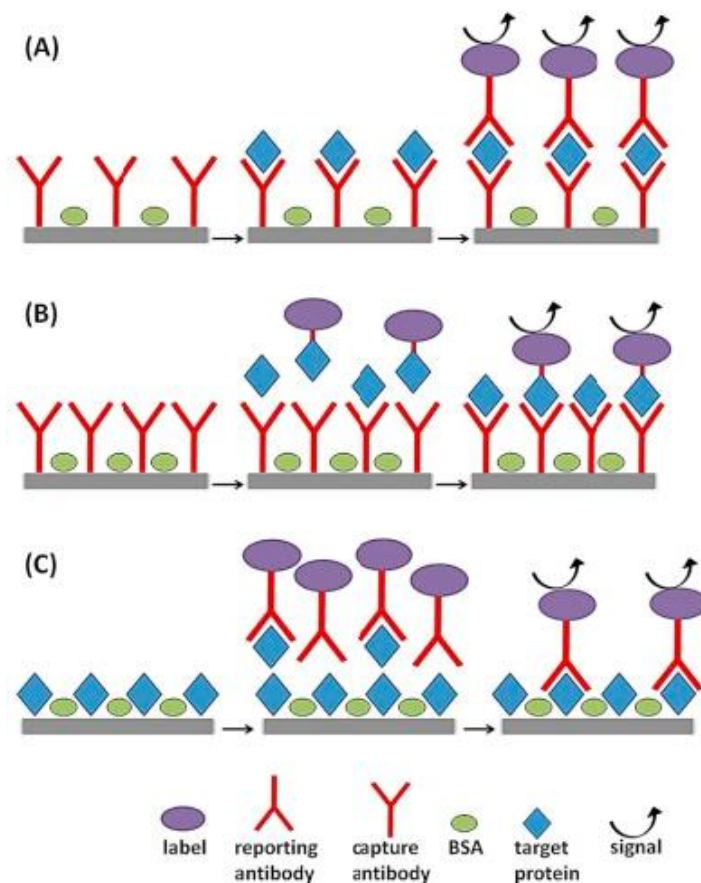 (A)
(B)
(C)
label
reporting
antibody
capture
antibody
BSA
target
protein
signal